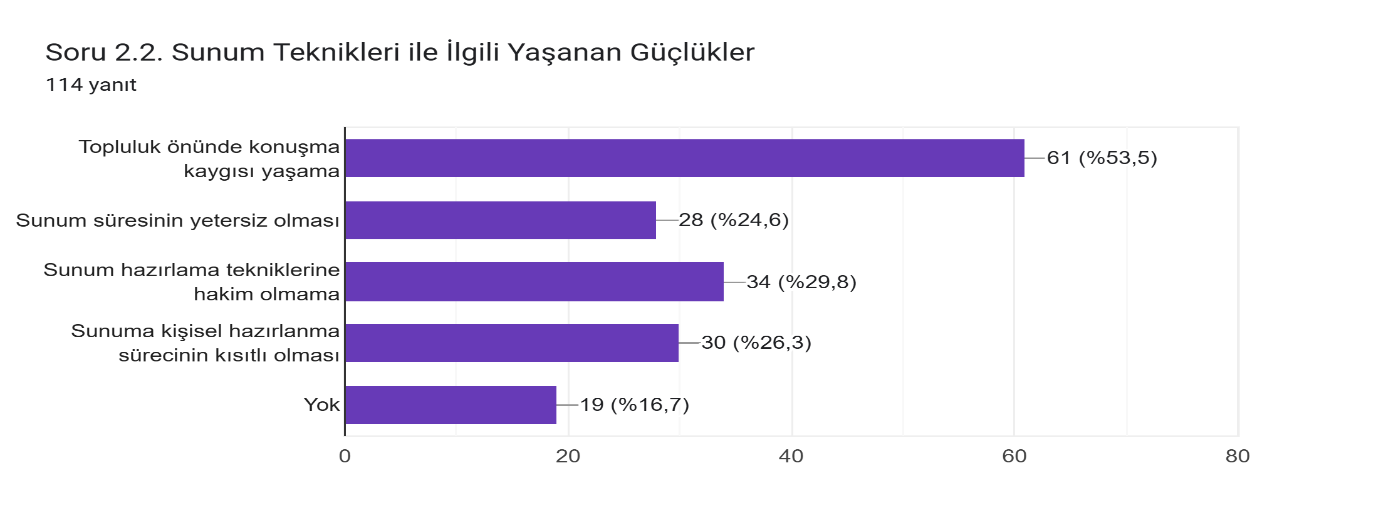 Soru 2.2. Sunum Teknikleri ile İlgili Yaşanan Güçlükler
114 yanıt
Topluluk önünde konuşma
kaygısı yaşama
61 (%53,5)
Sunum süresinin yetersiz olması
28 (%24,6)
Sunum hazırlama tekniklerine
hakim olmama
34 (%29,8)
Sunuma kişisel hazırlanma
sürecinin kısıtlı olması
30 (%26,3)
Yok
19 (%16,7)
0 20 40 60 80